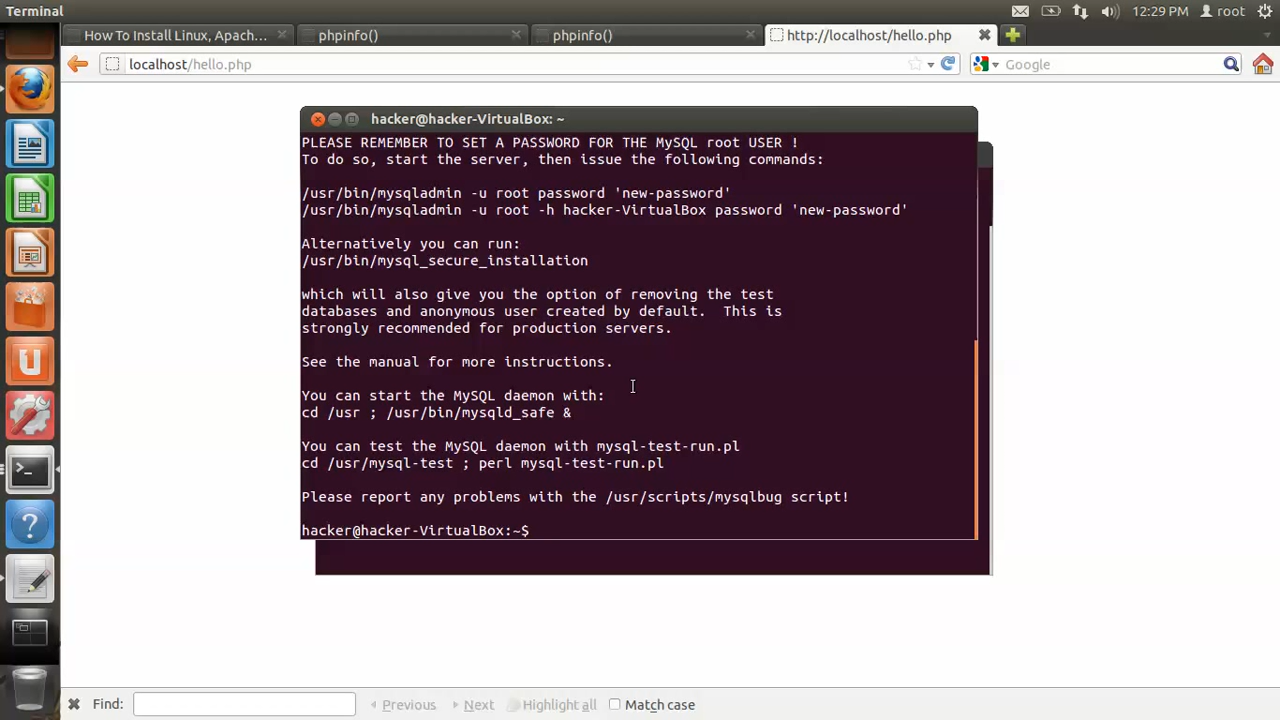 Terminal
12:29 PM
root
How To Install Linux, Apach...
phpinfo()
phpinfo()
http://localhost/hello.php
localhost/hello.php
Google
hacker@hacker-VirtualBox: ~
PLEASE REMEMBER TO SET A PASSWORD FOR THE MySQL root USER !
To do so, start the server, then issue the following commands:
/usr/bin/mysqladmin -u root password 'new-password'
/usr/bin/mysqladmin -u root -h hacker-VirtualBox password 'new-password'
Alternatively you can run:
/usr/bin/mysql_secure_installation
which will also give you the option of removing the test
databases and anonymous user created by default.  This is
strongly recommended for production servers.
See the manual for more instructions.
You can start the MySQL daemon with:
cd /usr ; /usr/bin/mysqld_safe &
You can test the MySQL daemon with mysql-test-run.pl
cd /usr/mysql-test ; perl mysql-test-run.pl
Please report any problems with the /usr/scripts/mysqlbug script!
hacker@hacker-VirtualBox:~$
Find:
Previous
Next
Highlight all
Match case